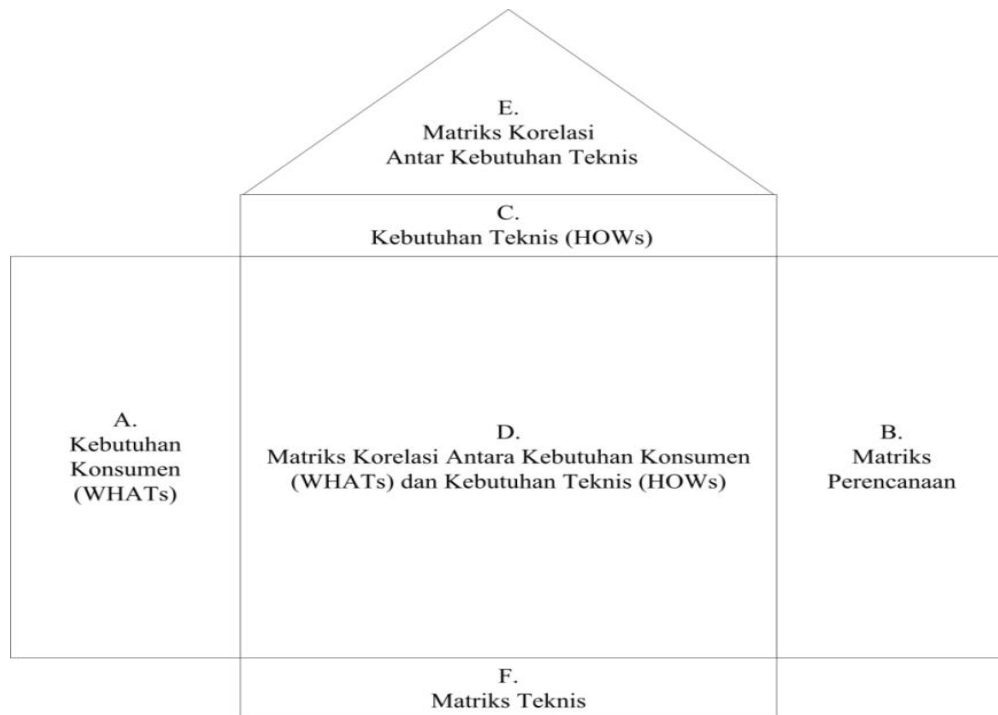 E.
Matriks Korelasi
Antar Kebutuhan Teknis
C.
Kebutuhan Teknis (HOWs)
A.
Kebutuhan
Konsumen
(WHATs)
D.
Matriks Korelasi Antara Kebutuhan Konsumen
(WHATs) dan Kebutuhan Teknis (HOWs)
B.
Matriks
Perencanaan
F.
Matriks Teknis